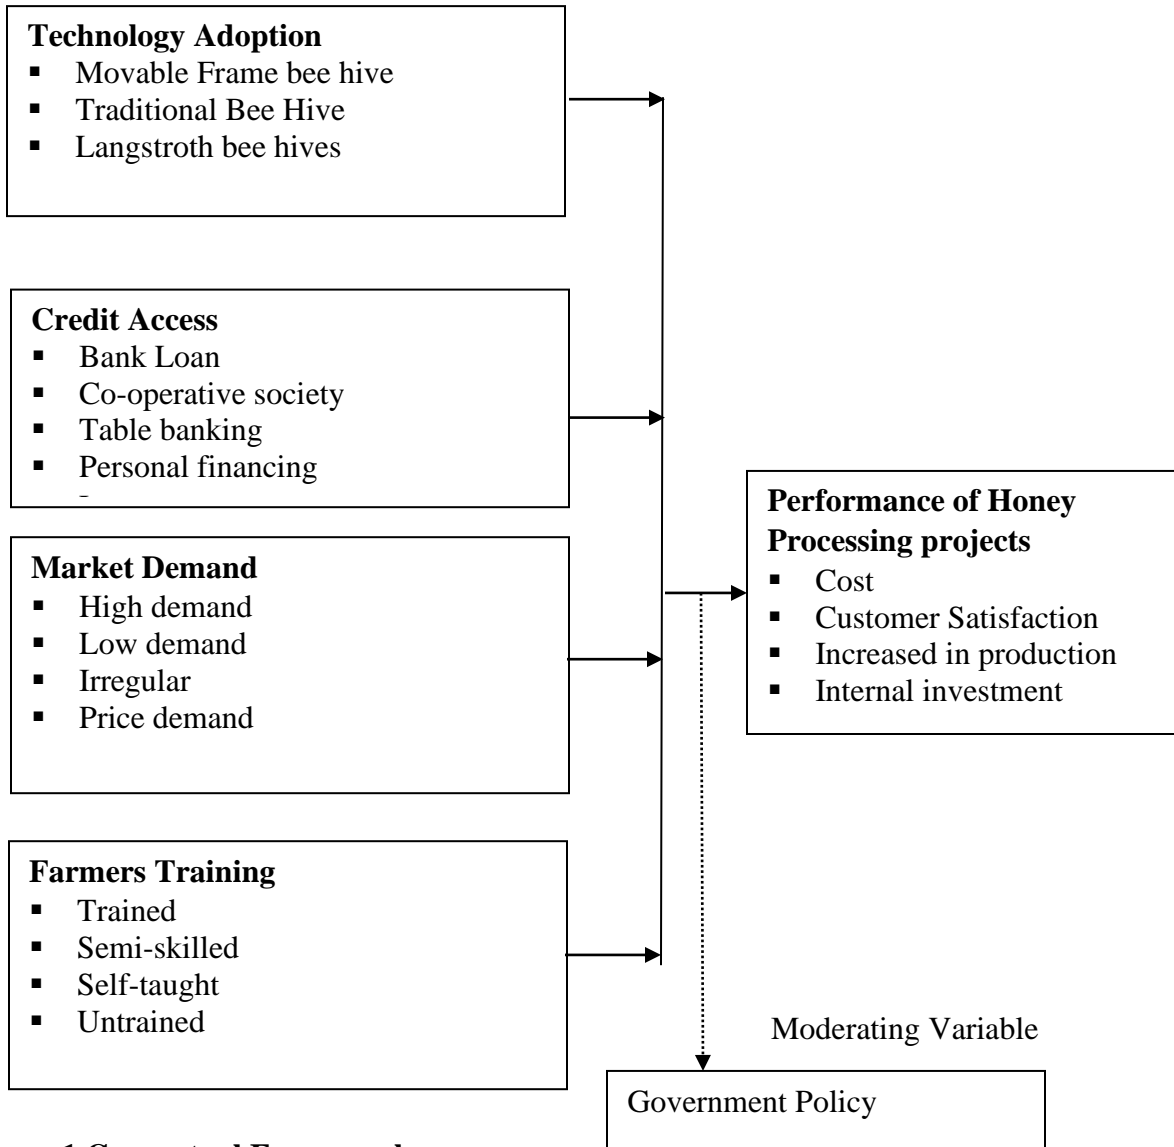 Technology Adoption
▪ Movable Frame bee hive
▪ Traditional Bee Hive
▪ Langstroth bee hives
Credit Access
▪ Bank Loan
▪ Co-operative society
▪ Table banking
▪ Personal financing
Market Demand
▪ High demand
▪ Low demand
▪ Irregular
▪ Price demand
Farmers Training
▪ Trained
▪ Semi-skilled
▪ Self-taught
▪ Untrained
Performance of Honey
Processing projects
▪ Cost
▪ Customer Satisfaction
▪ Increased in production
▪ Internal investment
Moderating Variable
Government Policy